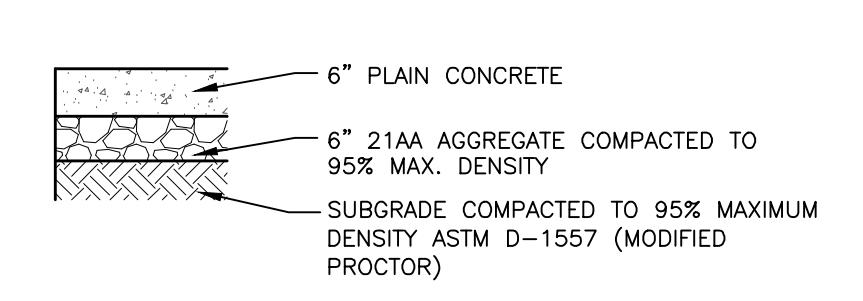 6” PLAIN CONCRETE
6” 21AA AGGREGATE COMPACTED TO
95% MAX. DENSITY
SUBGRADE COMPACTED TO 95% MAXIMUM
DENSITY ASTM D–1557 (MODIFIED
PROCTOR)